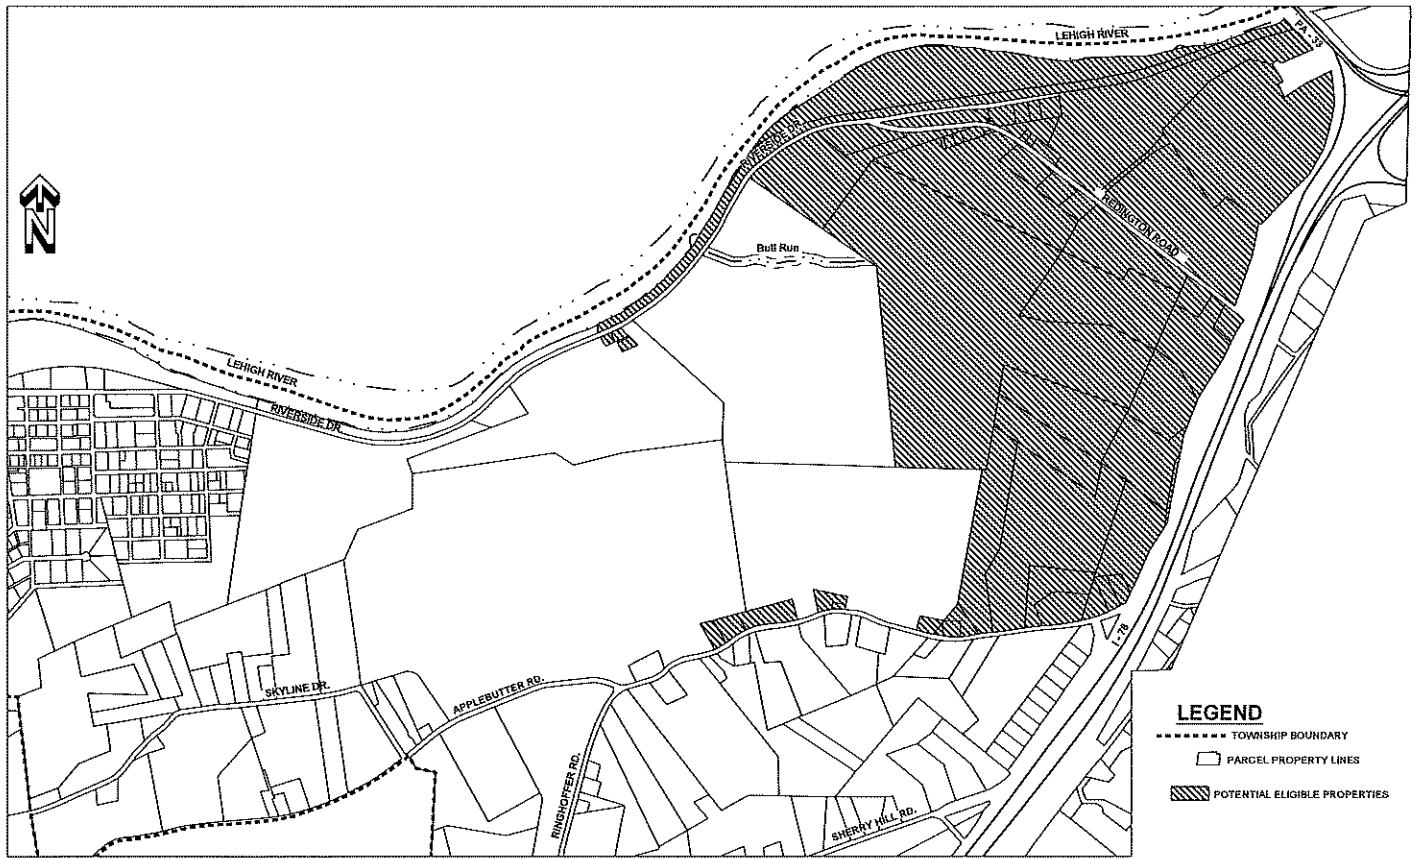 LEHIGH RIVER
PA - 33
RIVERSIDE DR.
N
REDINGTON ROAD
Bull Run
LEHIGH RIVER
RIVERSIDE DR.
I - 78
SKYLINE DR.
APPLEBUTTER RD.
RINGHOFFER RD.
SHERRY HILL RD.
LEGEND
TOWNSHIP BOUNDARY
PARCEL PROPERTY LINES
POTENTIAL ELIGIBLE PROPERTIES